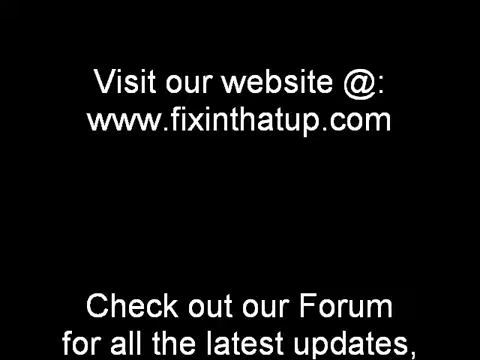 Visit our website @:
www.fixinthatup.com
Check out our Forum
for all the latest updates,